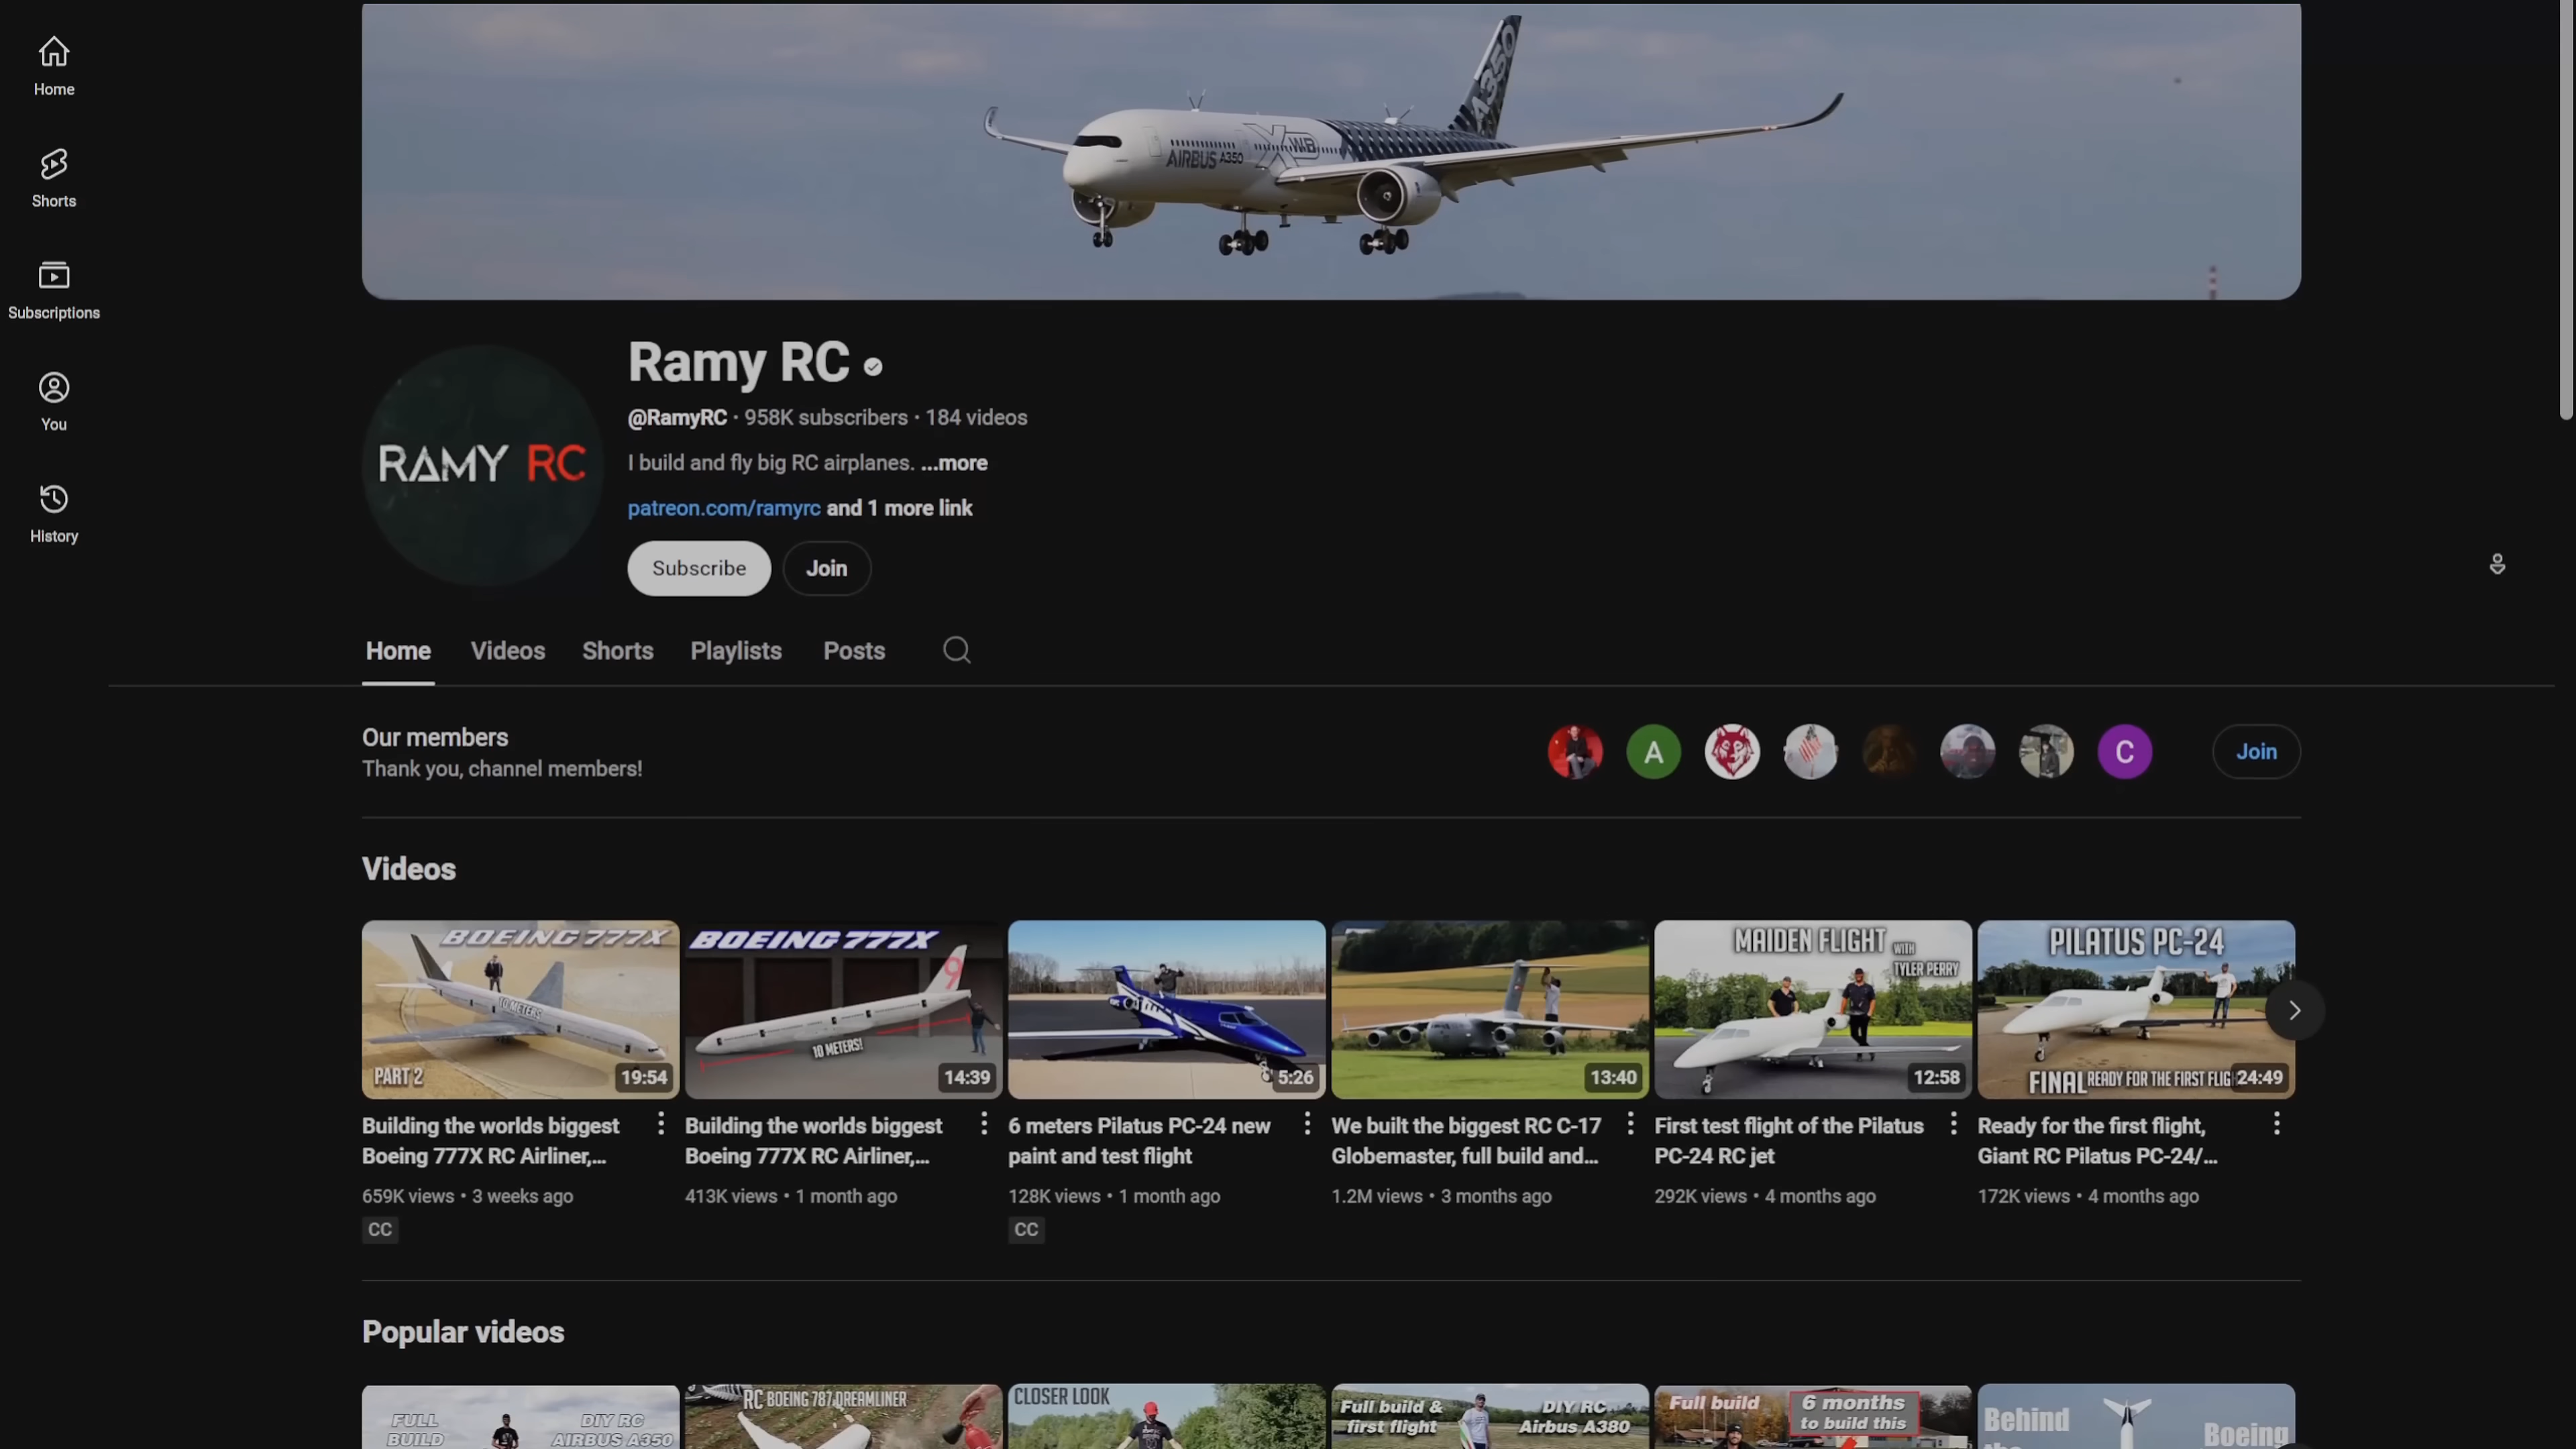 A350
AIRBUS A350
XWB
Home
Shorts
Subscriptions
You
History
RAMY RC
Ramy RC
@RamyRC · 958K subscribers · 184 videos
I build and fly big RC airplanes. ...more
patreon.com/ramyrc and 1 more link
Subscribe
Join
Home
Videos
Shorts
Playlists
Posts
Our members
Thank you, channel members!
A
C
Join
Videos
BOEING 777X
10 METERS
PART 2
19:54
Building the worlds biggest
Boeing 777X RC Airliner,...
659K views • 3 weeks ago
CC
BOEING 777X
9
10 METERS!
14:39
Building the worlds biggest
Boeing 777X RC Airliner,...
413K views • 1 month ago
5:26
6 meters Pilatus PC-24 new
paint and test flight
128K views • 1 month ago
CC
13:40
We built the biggest RC C-17
Globemaster, full build and...
1.2M views • 3 months ago
MAIDEN FLIGHT WITH
TYLER PERRY
12:58
First test flight of the Pilatus
PC-24 RC jet
292K views • 4 months ago
PILATUS PC-24
FINAL READY FOR THE FIRST FLIG
24:49
Ready for the first flight,
Giant RC Pilatus PC-24/...
172K views • 4 months ago
Popular videos
FULL
BUILD
DIY RC
AIRBUS A350
RC BOEING 787 DREAMLINER
CLOSER LOOK
Full build &
first flight
DIY RC
Airbus A380
Full build
6 months
to build this
Behind
Boeing